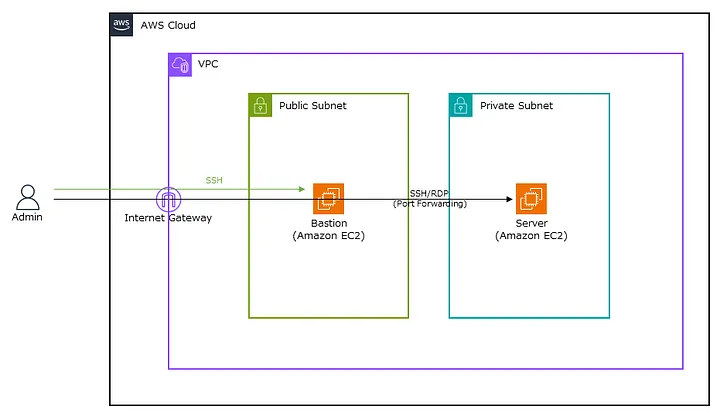 aws
AWS Cloud
VPC
Public Subnet
Private Subnet
SSH
Admin
Internet Gateway
Bastion
(Amazon EC2)
SSH/RDP
(Port Forwarding)
Server
(Amazon EC2)